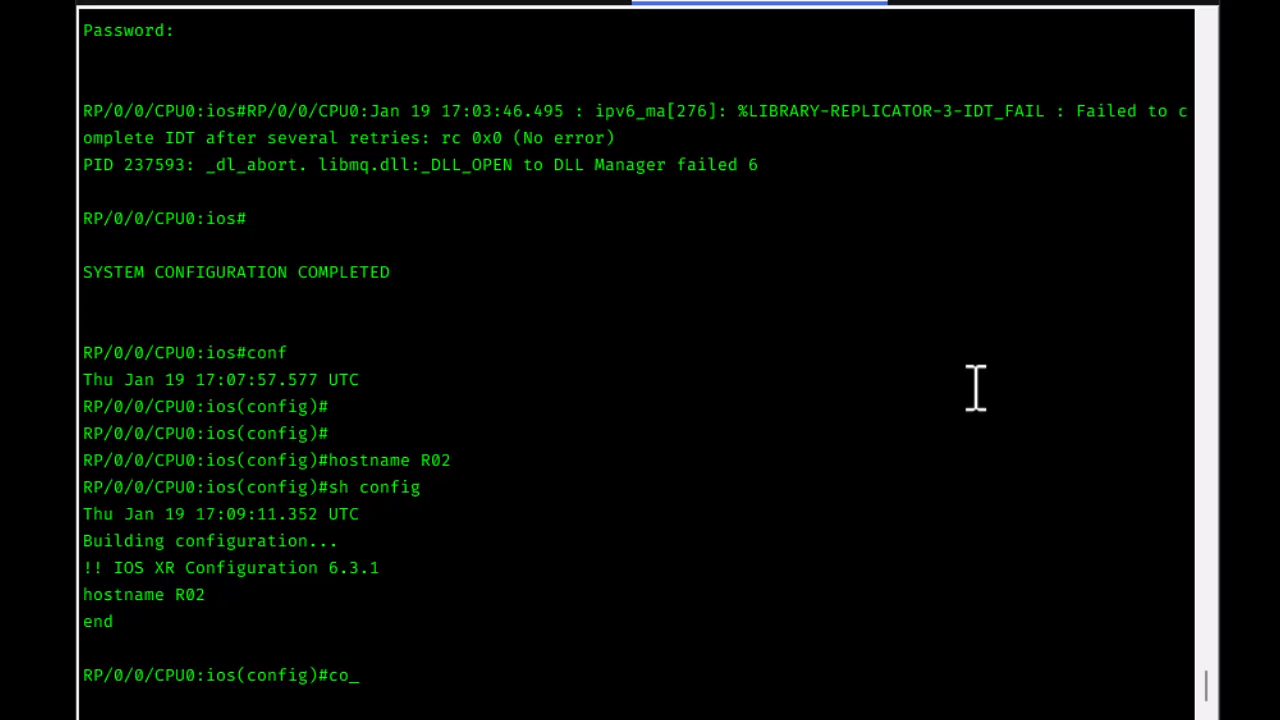 Password:
RP/0/0/CPU0:ios#RP/0/0/CPU0:Jan 19 17:03:46.495 : ipv6_ma[276]: %LIBRARY-REPLICATOR-3-IDT_FAIL : Failed to c
omplete IDT after several retries: rc 0x0 (No error)
PID 237593: _dl_abort. libmq.dll:_DLL_OPEN to DLL Manager failed 6
RP/0/0/CPU0:ios#
SYSTEM CONFIGURATION COMPLETED
RP/0/0/CPU0:ios#conf
Thu Jan 19 17:07:57.577 UTC
RP/0/0/CPU0:ios(config)#
RP/0/0/CPU0:ios(config)#
RP/0/0/CPU0:ios(config)#hostname R02
RP/0/0/CPU0:ios(config)#sh config
Thu Jan 19 17:09:11.352 UTC
Building configuration...
!! IOS XR Configuration 6.3.1
hostname R02
end
RP/0/0/CPU0:ios(config)#co_